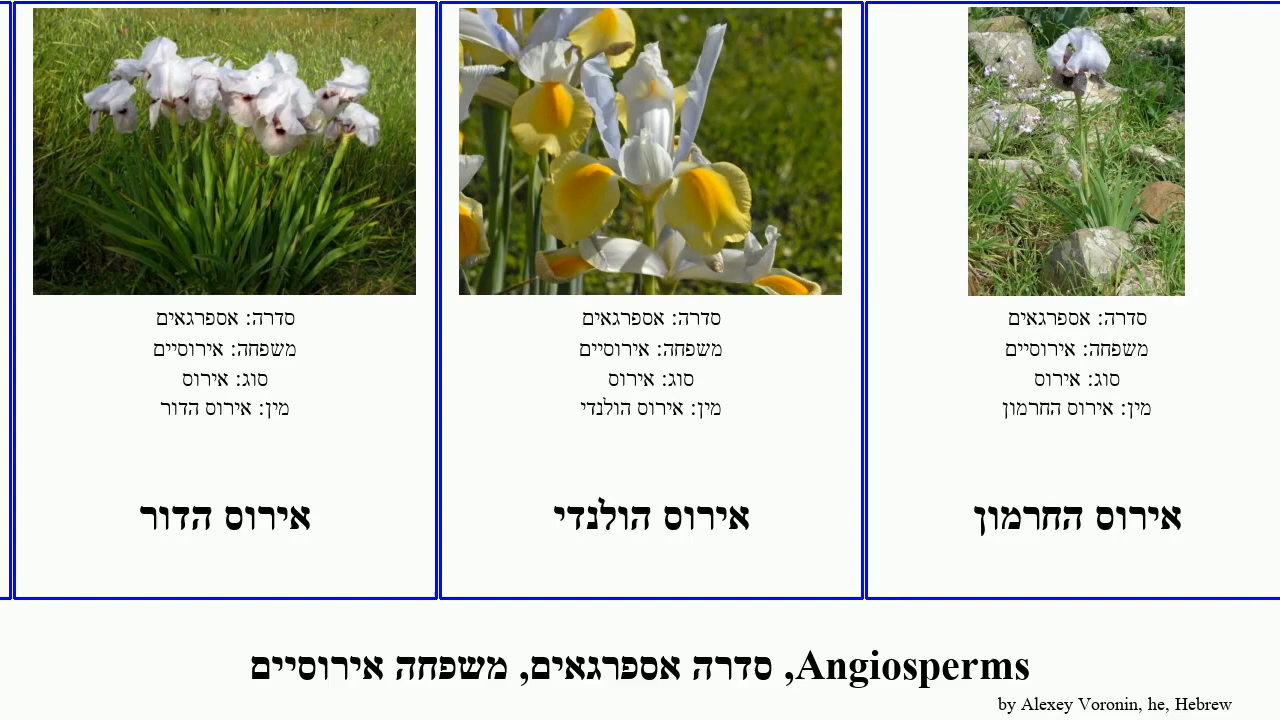 סדרה: אספרגאים
משפחה: אירוסיים
סוג: אירוס
מין: אירוס החרמון
אירוס החרמון
סדרה: אספרגאים
משפחה: אירוסיים
סוג: אירוס
מין: אירוס הולנדי
אירוס הולנדי
סדרה: אספרגאים
משפחה: אירוסיים
סוג: אירוס
מין: אירוס הדור
אירוס הדור
Angiosperms, סדרה אספרגאים, משפחה אירוסיים
by Alexey Voronin, he, Hebrew